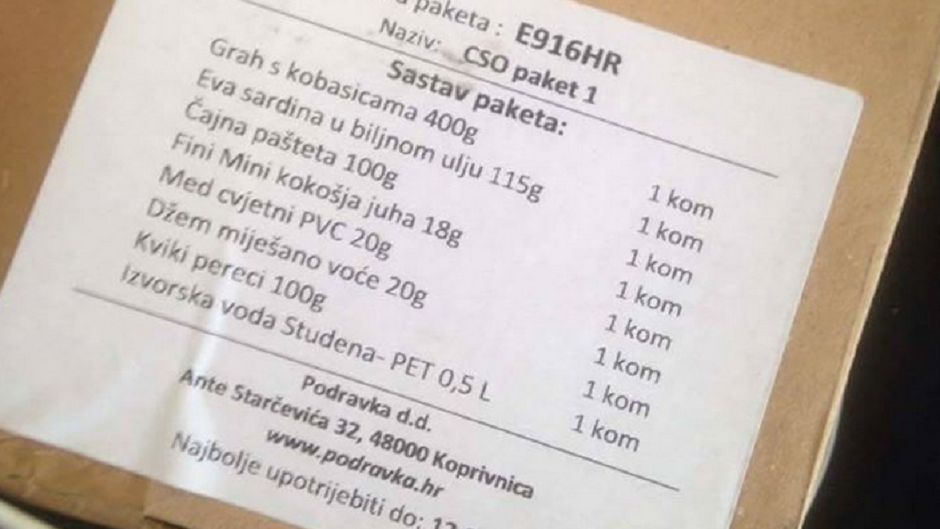 paketa : E916HR
Naziv: CSO paket 1
Sastav paketa:
Grah s kobasicama 400g 1 kom
Eva sardina u biljnom ulju 115g 1 kom
Čajna pašteta 100g 1 kom
Fini Mini kokošja juha 18g 1 kom
Med cvjetni PVC 20g 1 kom
Džem miješano voće 20g 1 kom
Kviki pereci 100g 1 kom
Izvorska voda Studena- PET 0,5 L 1 kom
Podravka d.d.
Ante Starčevića 32, 48000 Koprivnica
www.podravka.hr
Najbolje upotrijebiti do: